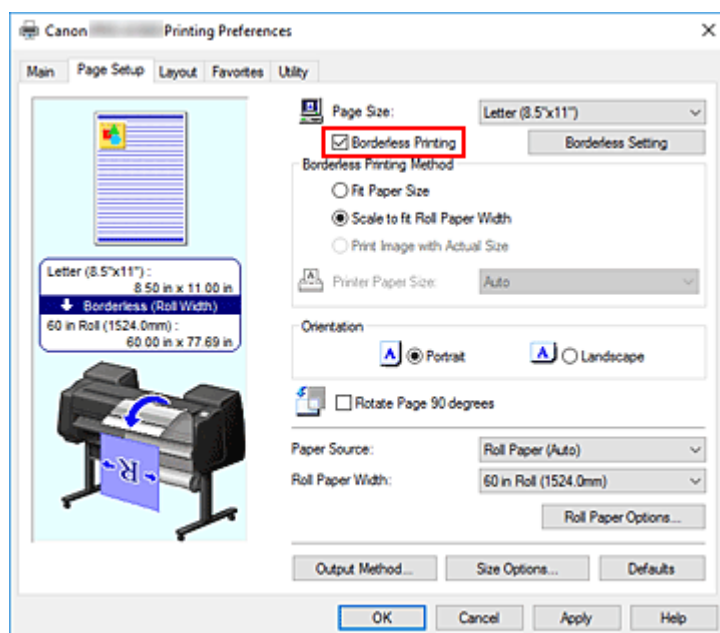 Canon Printing Preferences
Main Page Setup Layout Favorites Utility
Page Size: Letter (8.5"x11")
Borderless Printing Borderless Setting
Borderless Printing Method
Fit Paper Size
Scale to fit Roll Paper Width
Print Image with Actual Size
Printer Paper Size: Auto
Letter (8.5"x11") :
8.50 in x 11.00 in
Borderless (Roll Width)
60 in Roll (1524.0mm) :
60.00 in x 77.69 in
Orientation
A Portrait A Landscape
Rotate Page 90 degrees
R
Paper Source: Roll Paper (Auto)
Roll Paper Width: 60 in Roll (1524.0mm)
Roll Paper Options...
Output Method... Size Options... Defaults
OK Cancel Apply Help